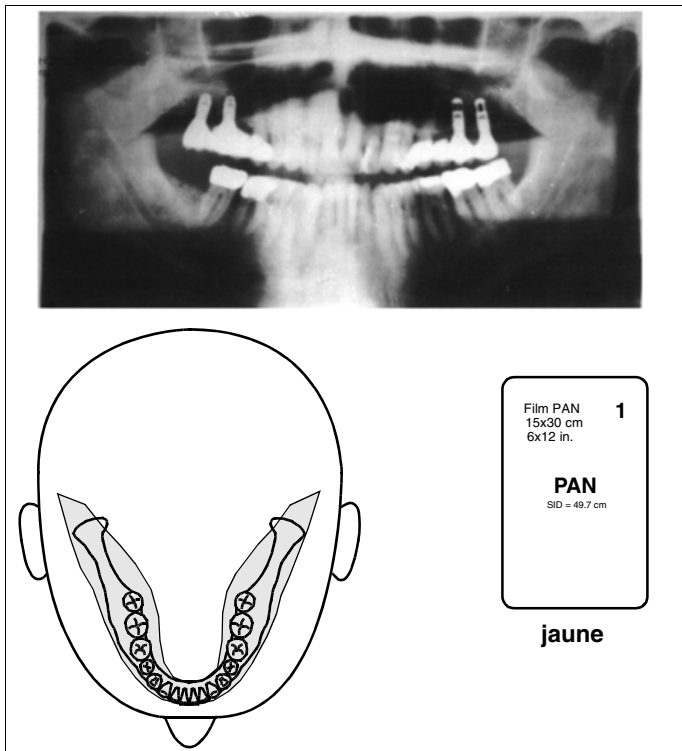 Film PAN 1
15x30 cm
6x12 in.
PAN
SID = 49.7 cm
jaune